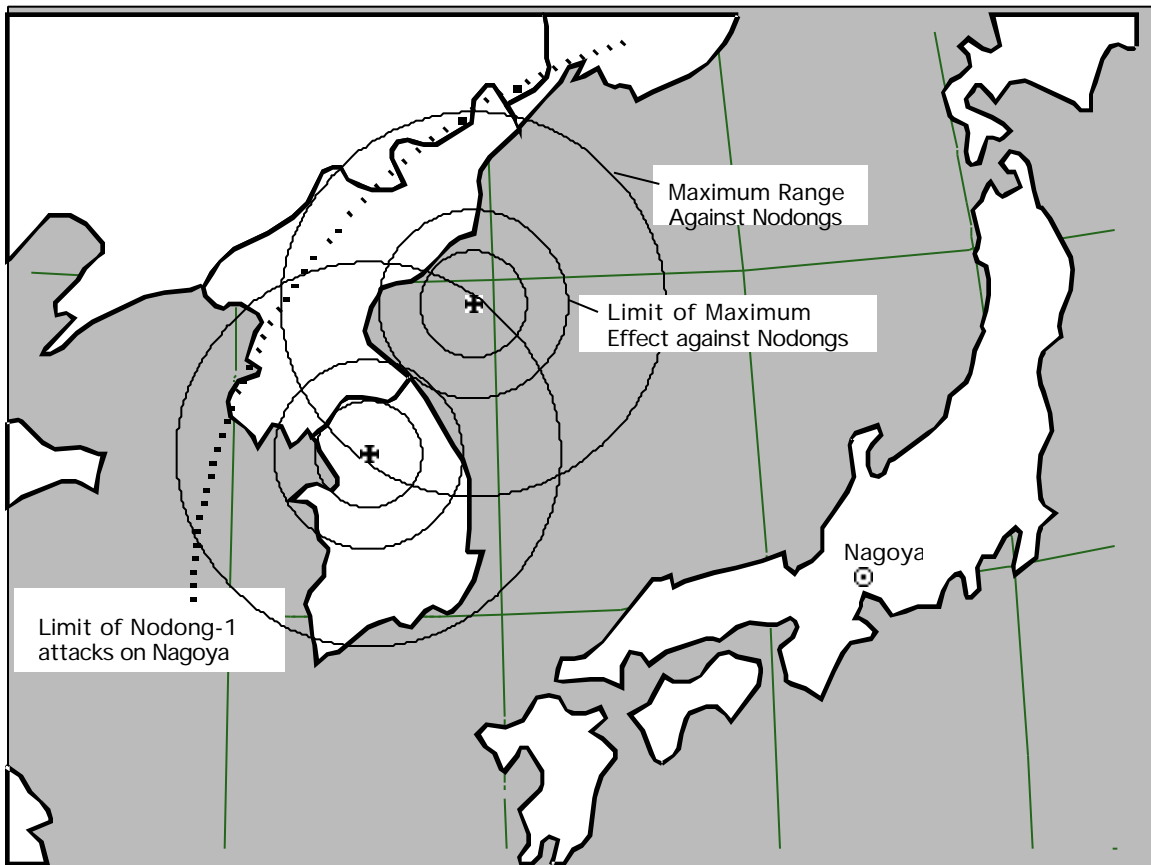 Maximum Range
Against Nodongs
Limit of Maximum
Effect against Nodongs
Nagoya
Limit of Nodong-1
attacks on Nagoya